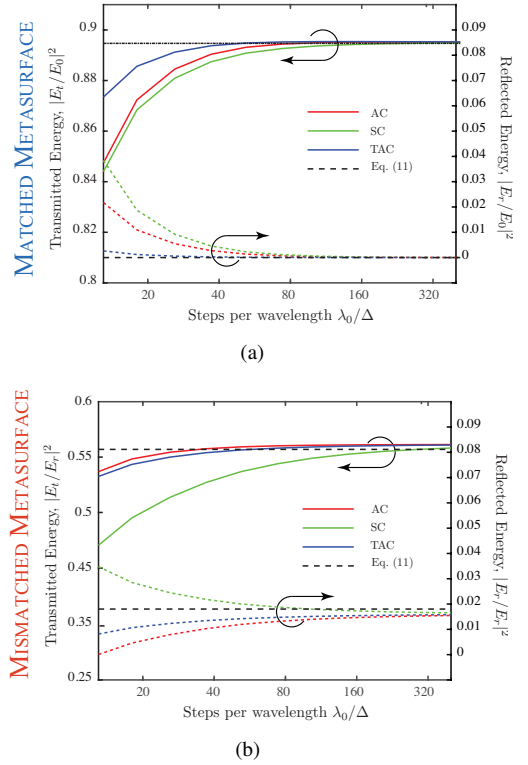 (a)
MATCHED METASURFACE
Transmitted Energy, |E_t/E_0|^2
0.9
0.88
0.86
0.84
0.82
0.8
AC
SC
TAC
Eq. (11)
0.09
0.08
0.07
0.06
0.05
0.04
0.03
0.02
0.01
0
0.01
Reflected Energy, |E_r/E_0|^2
20
40
80
160
320
Steps per wavelength λ_0/Δ
(a)
MISMATCHED METASURFACE
Transmitted Energy, |E_t/E_r|^2
0.6
0.55
0.5
0.45
0.35
0.25
AC
SC
TAC
Eq. (11)
0.09
0.08
0.07
0.06
0.05
0.04
0.03
0.02
0.01
0
Reflected Energy, |E_r/E_r|^2
20
40
80
160
320
Steps per wavelength λ_0/Δ
(b)